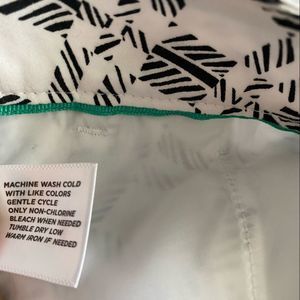 MACHINE WASH COLD
WITH LIKE COLORS
GENTLE CYCLE
ONLY NON-CHLORINE
BLEACH WHEN NEEDED
TUMBLE DRY LOW
WARM IRON IF NEEDED